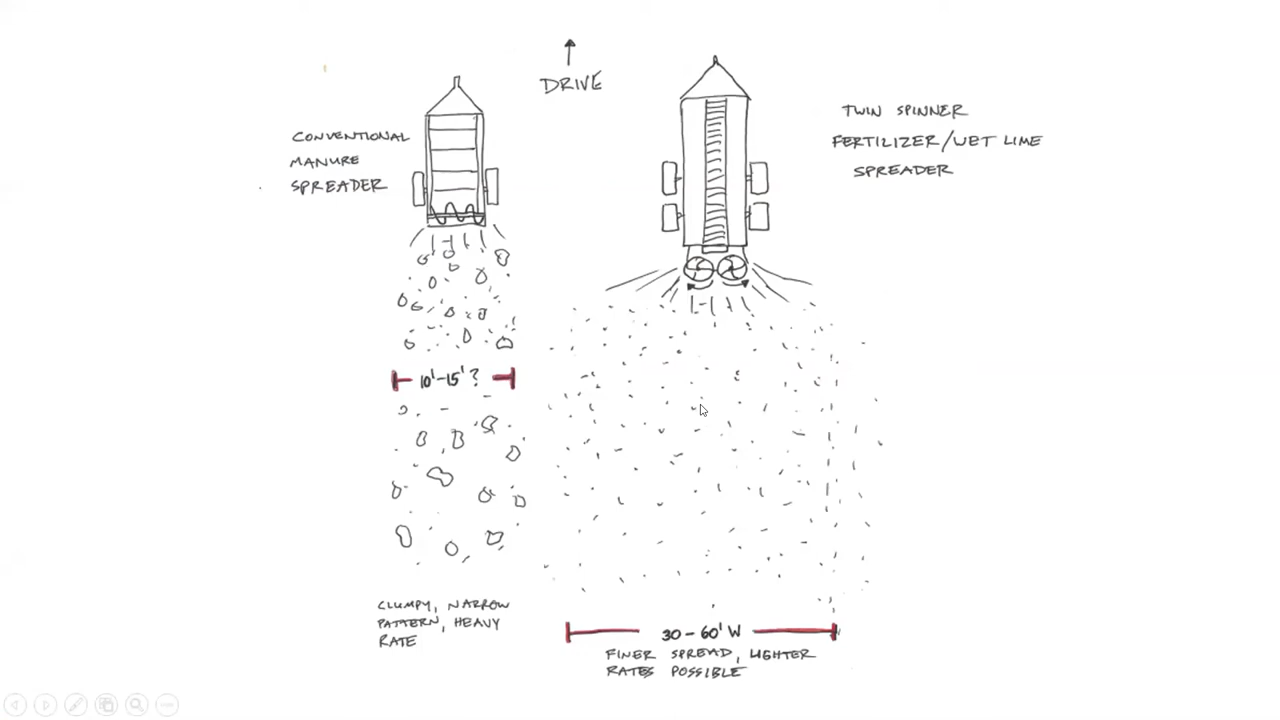 DRIVE
CONVENTIONAL
MANURE
SPREADER
TWIN SPINNER
FERTILIZER/WET LIME
SPREADER
10'-15'?
CLUMPY, NARROW
PATTERN, HEAVY
RATE
30-60' W
FINER SPREAD, LIGHTER
RATES POSSIBLE